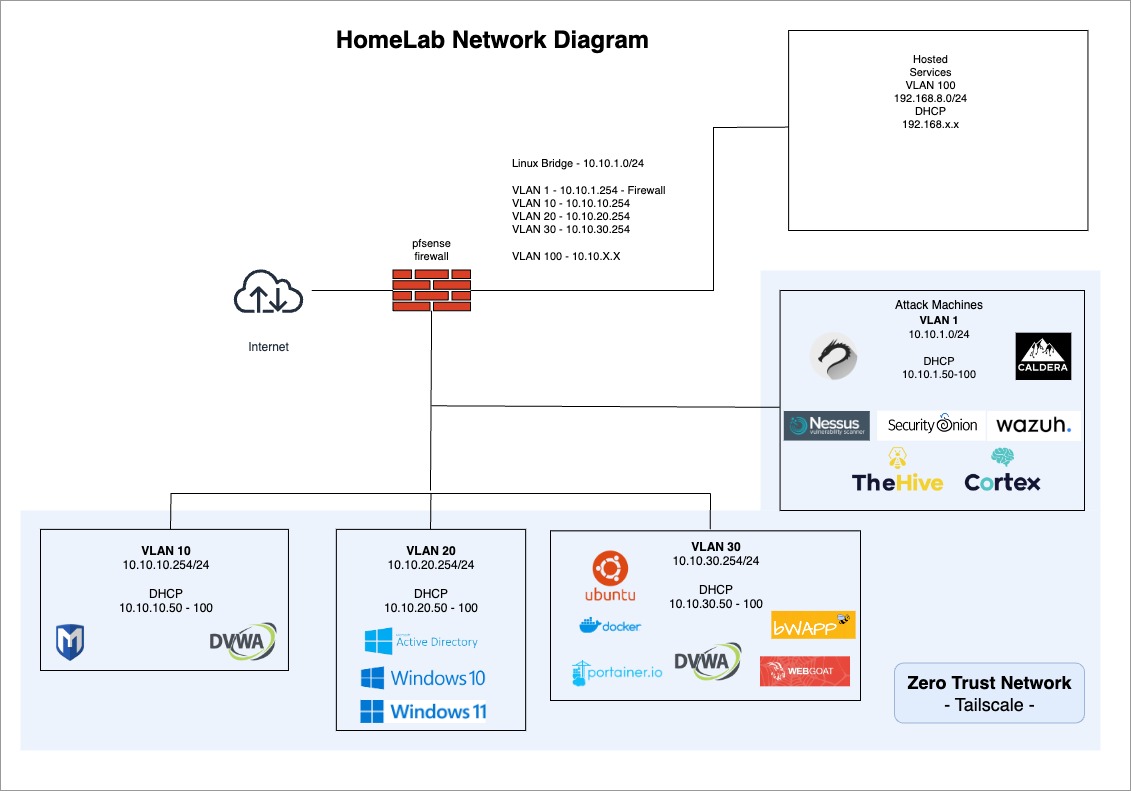 HomeLab Network Diagram
Hosted
Services
VLAN 100
192.168.8.0/24
DHCP
192.168.x.x
Linux Bridge - 10.10.1.0/24
VLAN 1 - 10.10.1.254 - Firewall
VLAN 10 - 10.10.10.254
VLAN 20 - 10.10.20.254
VLAN 30 - 10.10.30.254
VLAN 100 - 10.10.X.X
pfsense
firewall
Internet
Attack Machines
VLAN 1
10.10.1.0/24
DHCP
10.10.1.50-100
CALDERA
Nessus
vulnerability scanner
Security Onion
wazuh.
TheHive
Cortex
VLAN 10
10.10.10.254/24
DHCP
10.10.10.50 - 100
M
DVWA
VLAN 20
10.10.20.254/24
DHCP
10.10.20.50 - 100
Microsoft
Active Directory
Windows 10
Windows 11
VLAN 30
10.10.30.254/24
DHCP
10.10.30.50 - 100
ubuntu
docker
bWAPP
portainer.io
DVWA
WEBGOAT
Zero Trust Network
- Tailscale -